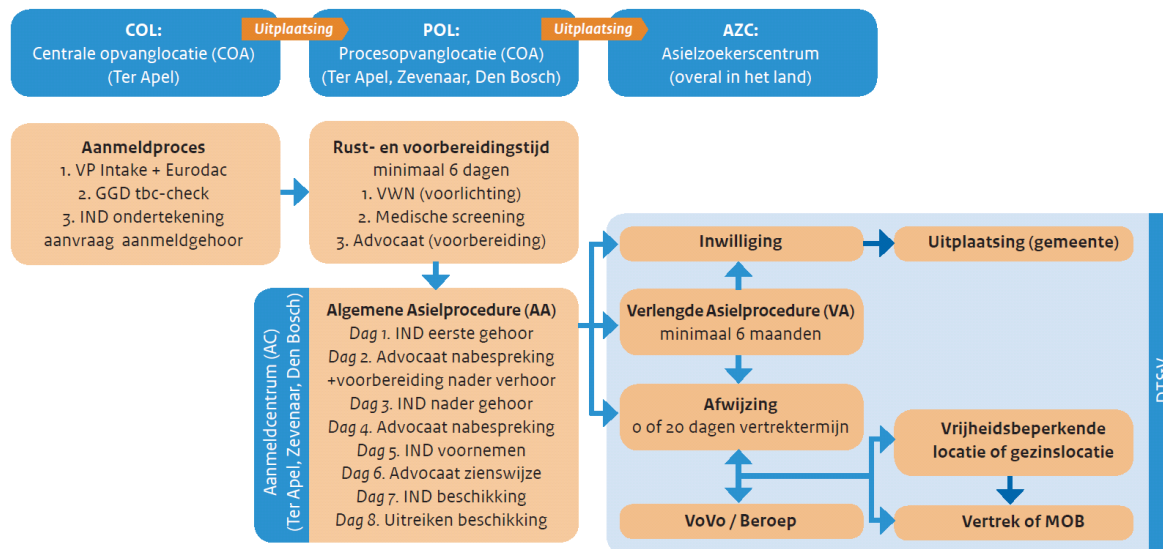 COL:
Centrale opvanglocatie (COA)
(Ter Apel)
Uitplaatsing
POL:
Procesopvanglocatie (COA)
(Ter Apel, Zevenaar, Den Bosch)
Uitplaatsing
AZC:
Asielzoekerscentrum
(overal in het land)
Aanmeldproces
1. VP Intake + Eurodac
2. GGD tbc-check
3. IND ondertekening
aanvraag aanmeldgehoor
Rust- en voorbereidingstijd
minimaal 6 dagen
1. VWN (voorlichting)
2. Medische screening
3. Advocaat (voorbereiding)
Aanmeldcentrum (AC)
(Ter Apel, Zevenaar, Den Bosch)
Algemene Asielprocedure (AA)
Dag 1. IND eerste gehoor
Dag 2. Advocaat nabespreking
+voorbereiding nader verhoor
Dag 3. IND nader gehoor
Dag 4. Advocaat nabespreking
Dag 5. IND voornemen
Dag 6. Advocaat zienswijze
Dag 7. IND beschikking
Dag 8. Uitreiken beschikking
Inwilliging
Uitplaatsing (gemeente)
Verlengde Asielprocedure (VA)
minimaal 6 maanden
Afwijzing
0 of 20 dagen vertrektermijn
Vrijheidsbeperkende
locatie of gezinslocatie
VoVo / Beroep
Vertrek of MOB